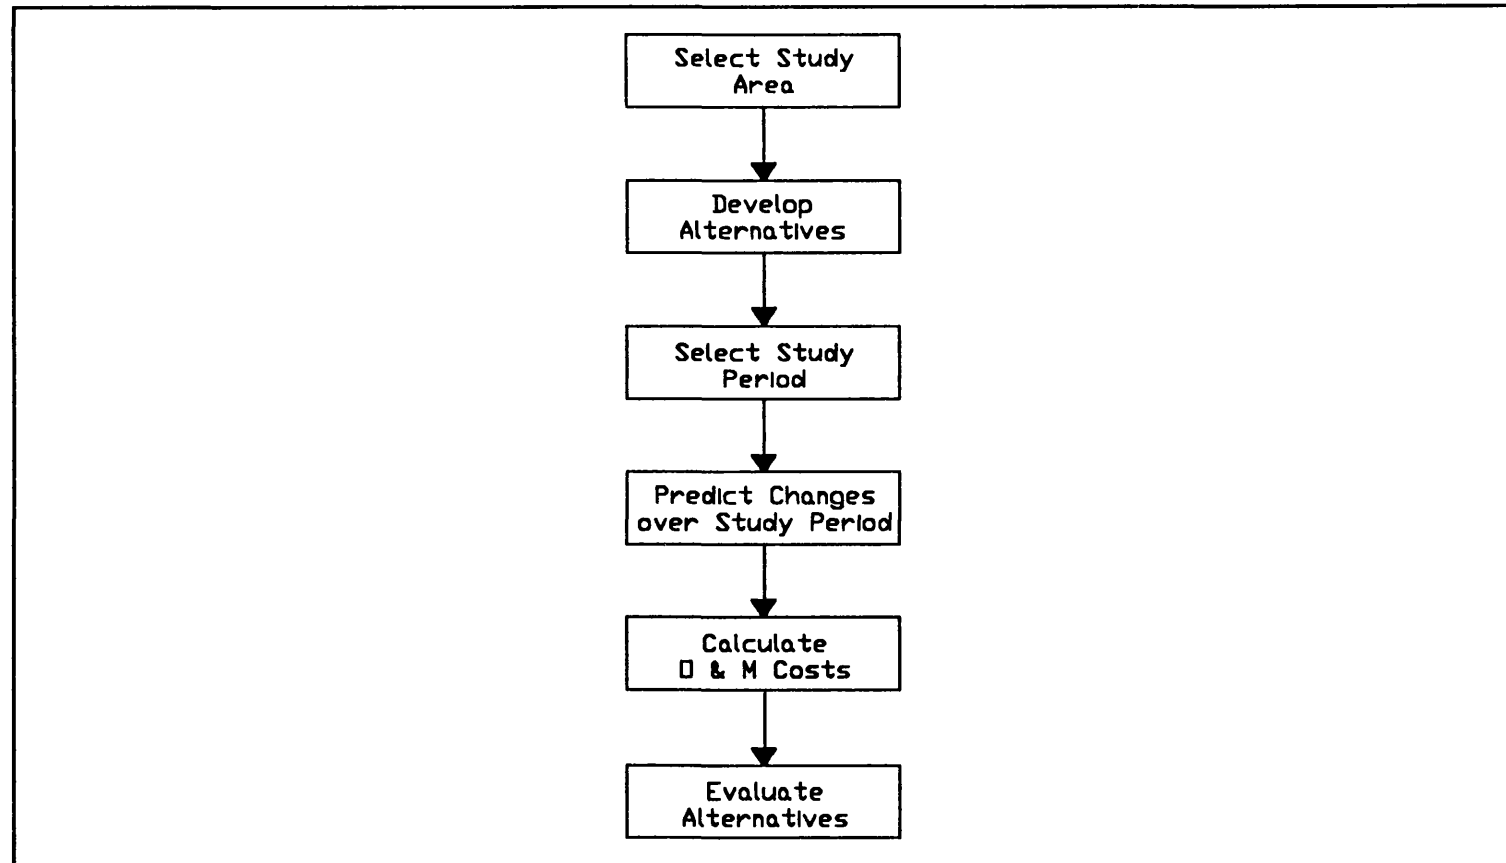 Select Study
Area
Develop
Alternatives
Select Study
Period
Predict Changes
over Study Period
Calculate
O & M Costs
Evaluate
Alternatives